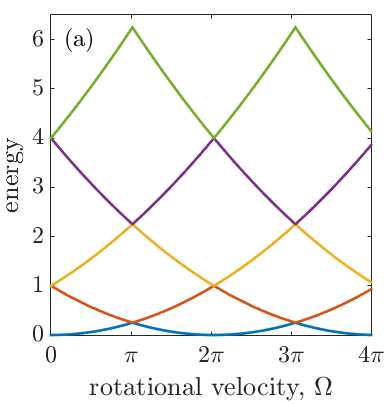 (a)
energy
6
5
4
3
2
1
0
0 π 2π 3π 4π
rotational velocity, Ω